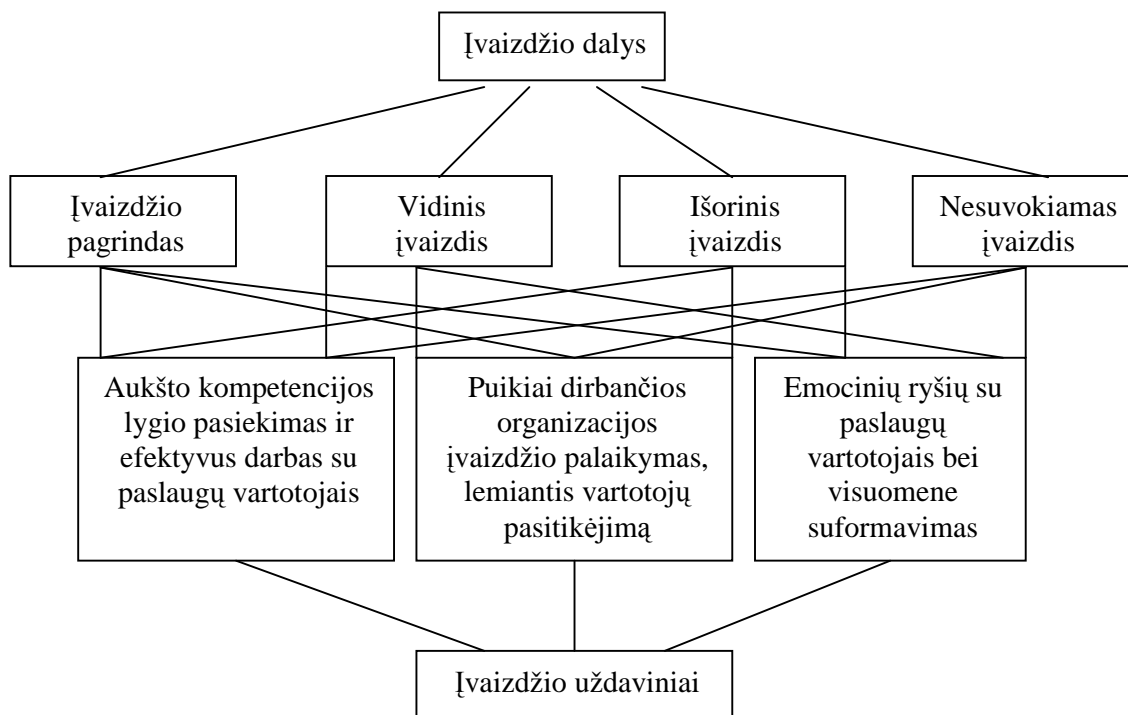 Įvaizdžio dalys
Įvaizdžio
pagrindas
Vidinis
įvaizdis
Išorinis
įvaizdis
Nesuvokiamas
įvaizdis
Aukšto kompetencijos
lygio pasiekimas ir
efektyvus darbas su
paslaugų vartotojais
Puikiai dirbančios
organizacijos
įvaizdžio palaikymas,
lemiantis vartotojų
pasitikėjimą
Emocinių ryšių su
paslaugų
vartotojais bei
visuomene
suformavimas
Įvaizdžio uždaviniai